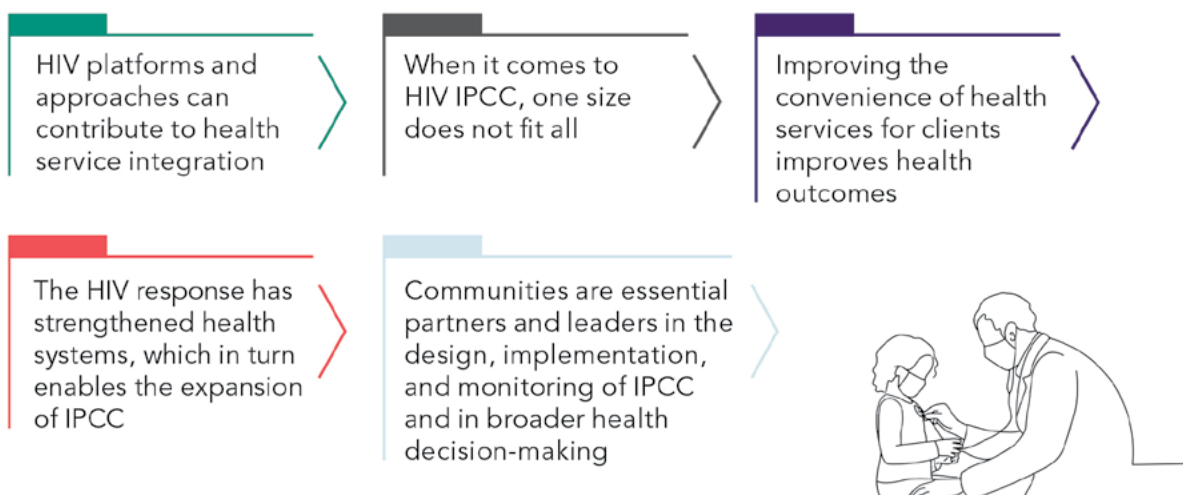 HIV platforms and
approaches can
contribute to health
service integration
When it comes to
HIV IPCC, one size
does not fit all
Improving the
convenience of health
services for clients
improves health
outcomes
The HIV response has
strengthened health
systems, which in turn
enables the expansion
of IPCC
Communities are essential
partners and leaders in the
design, implementation,
and monitoring of IPCC
and in broader health
decision-making